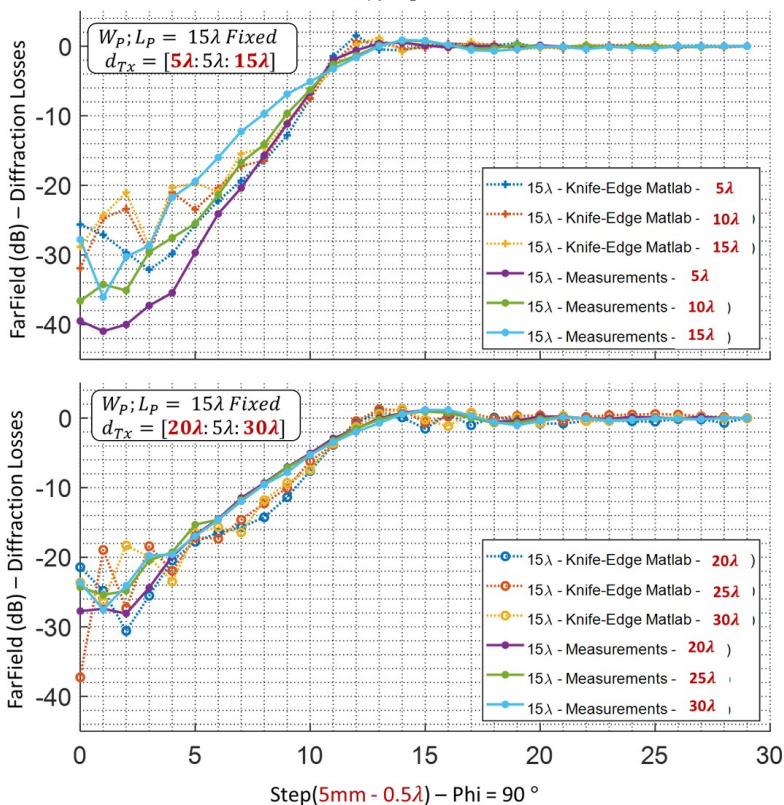 W_P; L_P = 15λ Fixed
d_Tx = [5λ: 5λ: 15λ]
FarField (dB) – Diffraction Losses
0
-10
-20
-30
-40
15λ - Knife-Edge Matlab - 5λ
15λ - Knife-Edge Matlab - 10λ )
15λ - Knife-Edge Matlab - 15λ )
15λ - Measurements - 5λ
15λ - Measurements - 10λ )
15λ - Measurements - 15λ )
W_P; L_P = 15λ Fixed
d_Tx = [20λ: 5λ: 30λ]
FarField (dB) – Diffraction Losses
0
-10
-20
-30
-40
15λ - Knife-Edge Matlab - 20λ )
15λ - Knife-Edge Matlab - 25λ
15λ - Knife-Edge Matlab - 30λ
15λ - Measurements - 20λ )
15λ - Measurements - 25λ
15λ - Measurements - 30λ
0 5 10 15 20 25 30
Step(5mm - 0.5λ) – Phi = 90 °